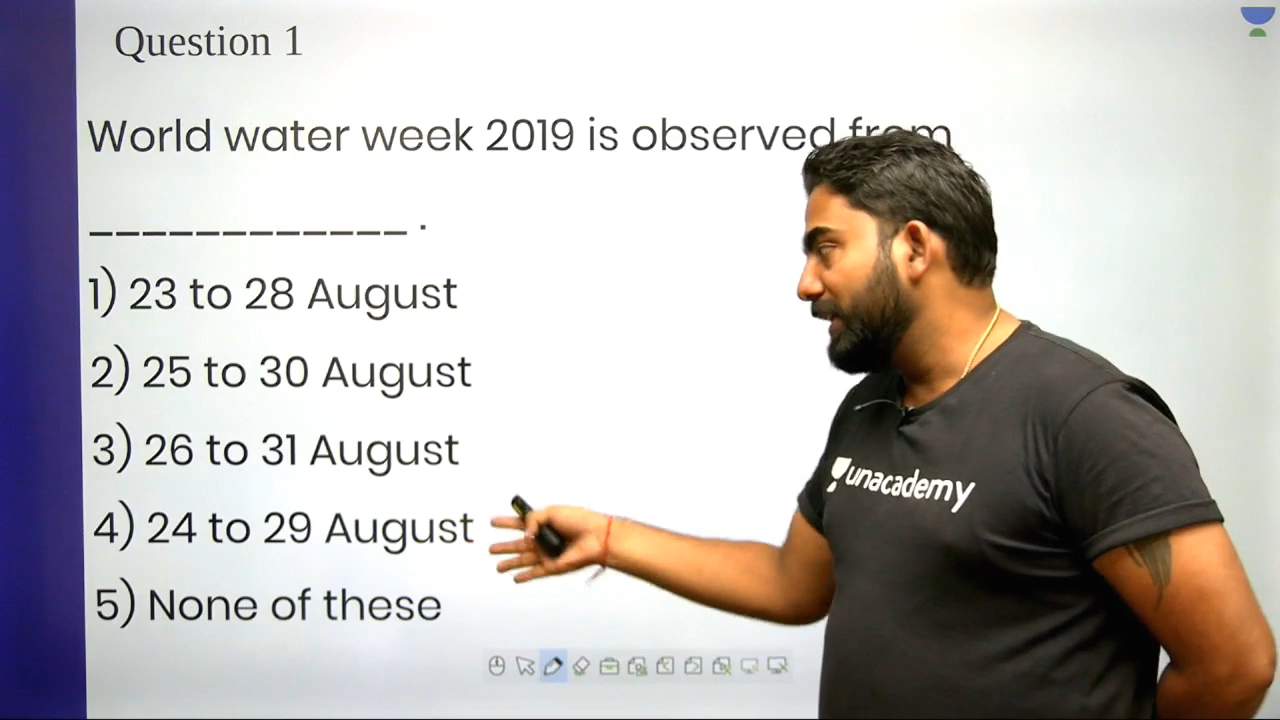 Question 1
World water week 2019 is observed from
____________ .
1) 23 to 28 August
2) 25 to 30 August
3) 26 to 31 August
4) 24 to 29 August
5) None of these
unacademy